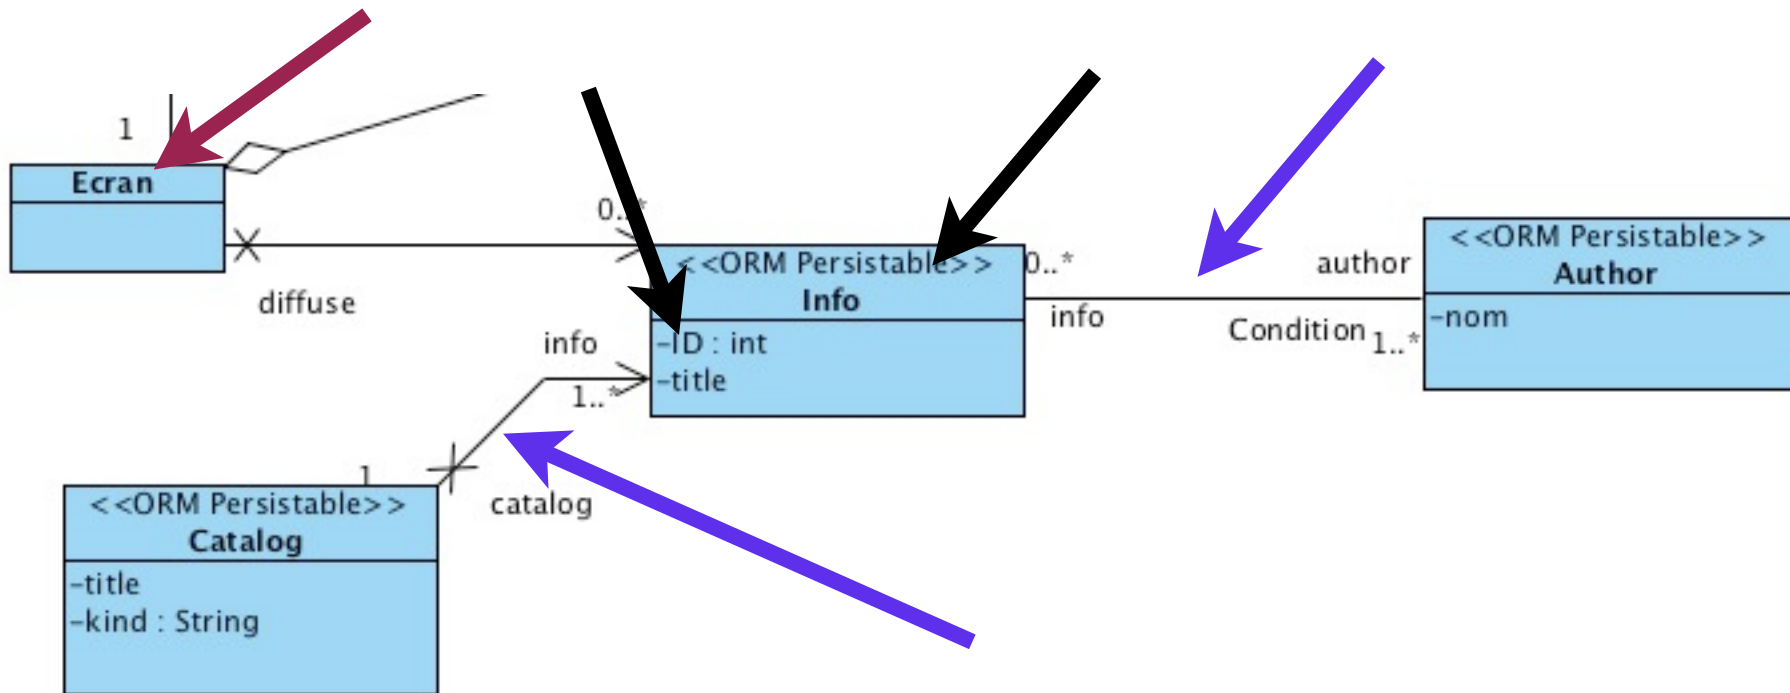 1
Ecran
0..*
diffuse
<<ORM Persistable>>
Info
-ID : int
-title
0..*
info
author
Condition
1..*
<<ORM Persistable>>
Author
-nom
info
1..*
1
catalog
<<ORM Persistable>>
Catalog
-title
-kind : String